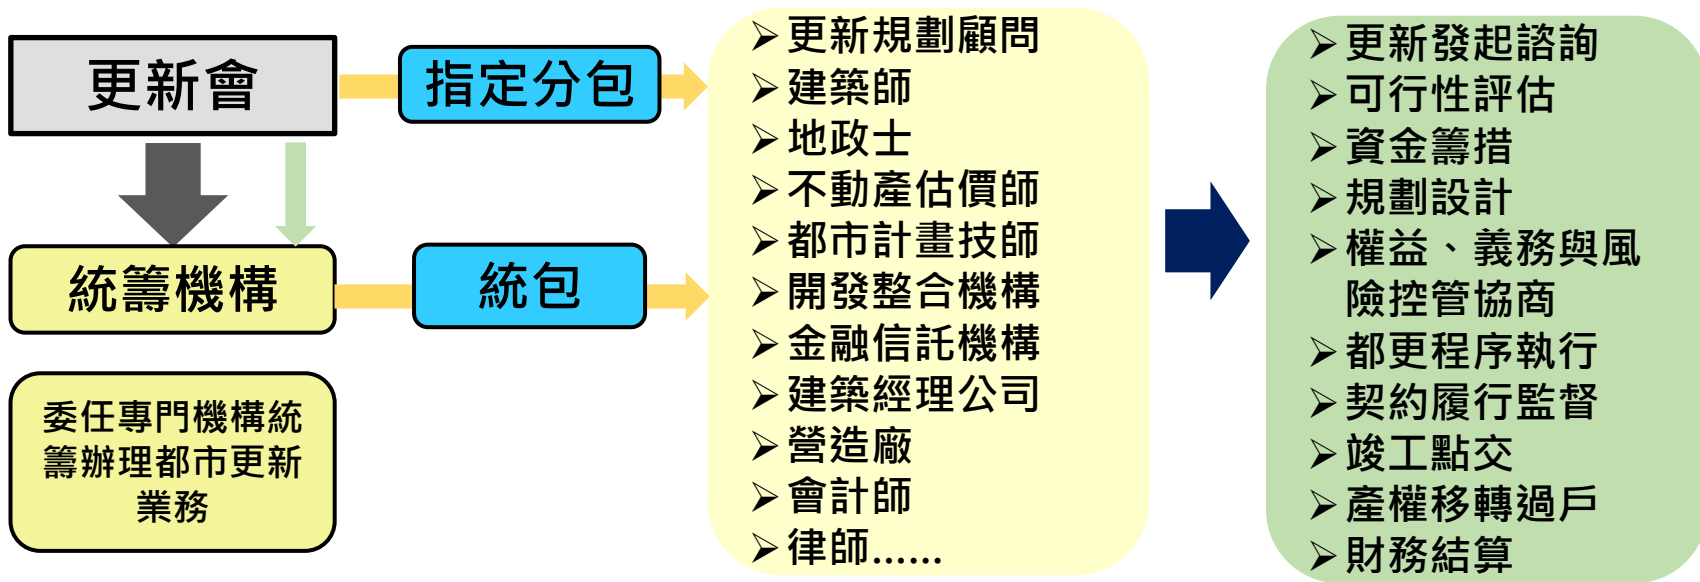 更新會
指定分包
統籌機構
統包
委任專門機構統
籌辦理都市更新
業務
➢更新規劃顧問
➢建築師
➢地政士
➢不動產估價師
➢都市計畫技師
➢開發整合機構
➢金融信託機構
➢建築經理公司
➢營造廠
➢會計師
➢律師......
➢更新發起諮詢
➢可行性評估
➢資金籌措
➢規劃設計
➢權益、義務與風
險控管協商
➢都更程序執行
➢契約履行監督
➢竣工點交
➢產權移轉過戶
➢財務結算